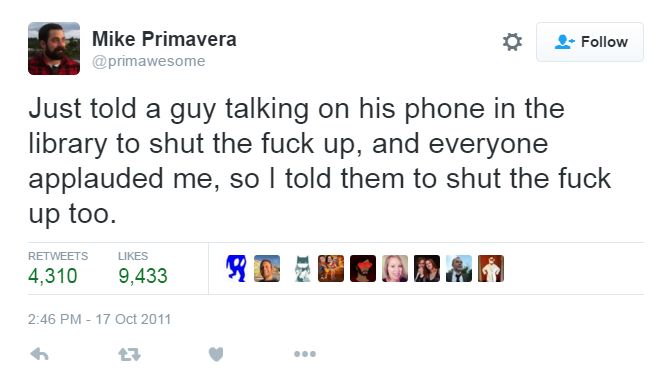 Mike Primavera
@primawesome
Follow
Just told a guy talking on his phone in the
library to shut the fuck up, and everyone
applauded me, so I told them to shut the fuck
up too.
RETWEETS LIKES
4,310 9,433
2:46 PM - 17 Oct 2011